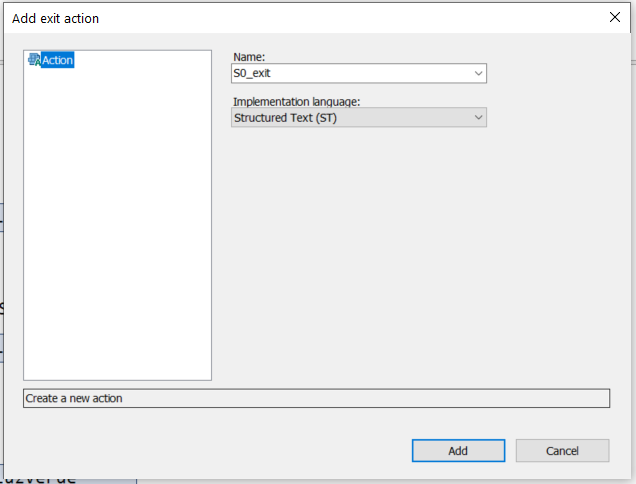 Add exit action
Action
Name:
S0_exit
Implementation language:
Structured Text (ST)
Create a new action
Add
Cancel